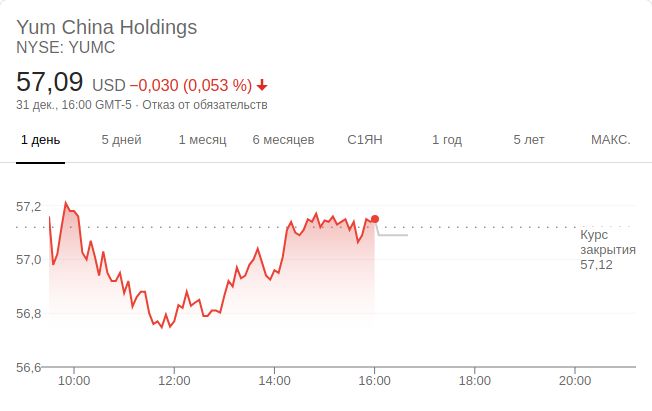 Yum China Holdings
NYSE: YUMC
57,09 USD −0,030 (0,053 %)
31 дек., 16:00 GMT-5 · Отказ от обязательств
1 день 5 дней 1 месяц 6 месяцев С1ЯН 1 год 5 лет МАКС.
57,2
Курс
закрытия
57,12
57,0
56,8
56,6
10:00 12:00 14:00 16:00 18:00 20:00